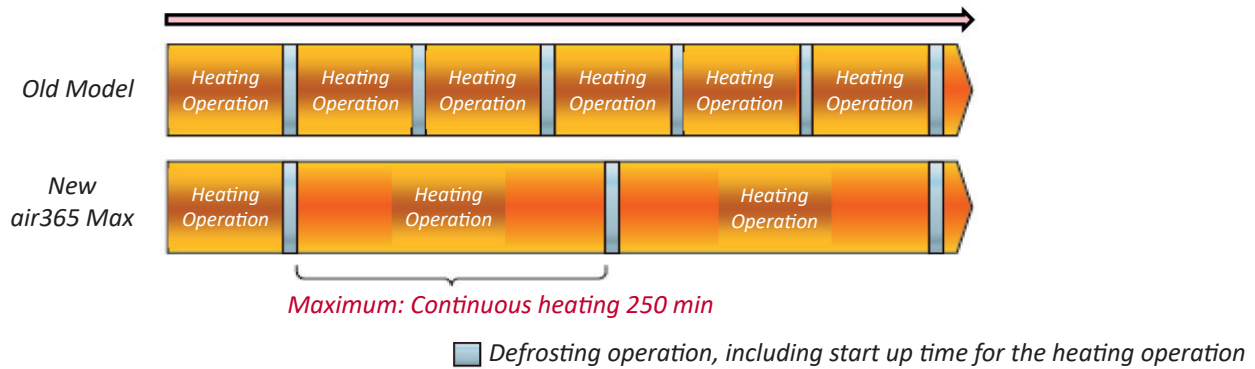 Old Model
Heating
Operation
Heating
Operation
Heating
Operation
Heating
Operation
Heating
Operation
Heating
Operation
New
air365 Max
Heating
Operation
Heating
Operation
Heating
Operation
Maximum: Continuous heating 250 min
Defrosting operation, including start up time for the heating operation